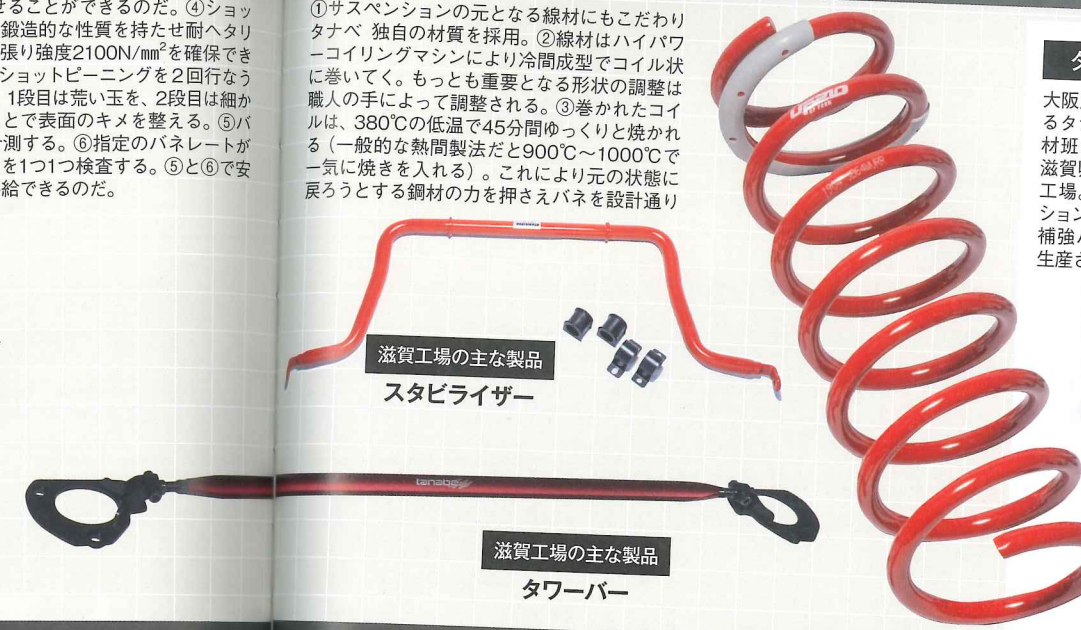 ①サスペンションの元となる線材にもこだわり
タナベ 独自の材質を採用。②線材はハイパワ
ーコイリングマシンにより冷間成型でコイル状
に巻いてく。もっとも重要となる形状の調整は
職人の手によって調整される。③巻かれたコイ
ルは、380℃の低温で45分間ゆっくりと焼かれ
る（一般的な熱間製法だと900℃～1000℃で
一気に焼きを入れる）。これにより元の状態に
戻ろうとする鋼材の力を押さえバネを設計通り
せることができるのだ。④ショッ
鍛造的な性質を持たせ耐ヘタリ
張り強度2100N/㎟を確保でき
ショットピーニングを2回行なう
1段目は荒い玉を、2段目は細か
とで表面のキメを整える。⑤バ
測する。⑥指定のバネレートが
を1つ1つ検査する。⑤と⑥で安
給できるのだ。
滋賀工場の主な製品
スタビライザー
tanabe
滋賀工場の主な製品
タワーバー
大阪
るタ
材班
滋賀県
工場。
ション
補強
生産さ